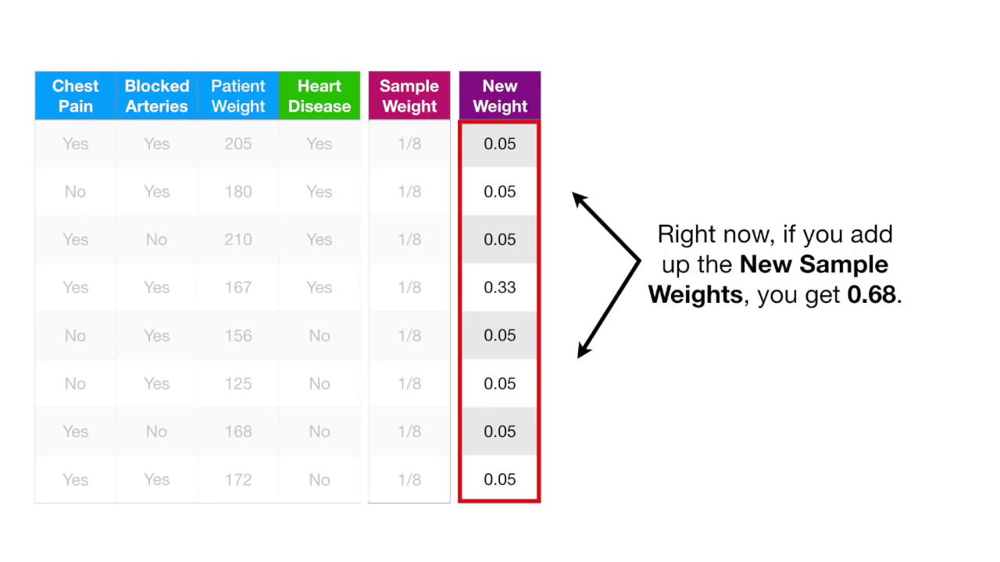 Chest Pain Blocked Arteries Patient Weight Heart Disease Sample Weight New Weight
Yes Yes 205 Yes 1/8 0.05
No Yes 180 Yes 1/8 0.05
Yes No 210 Yes 1/8 0.05
Yes Yes 167 Yes 1/8 0.33
No Yes 156 No 1/8 0.05
No Yes 125 No 1/8 0.05
Yes No 168 No 1/8 0.05
Yes Yes 172 No 1/8 0.05
Right now, if you add
up the New Sample
Weights, you get 0.68.